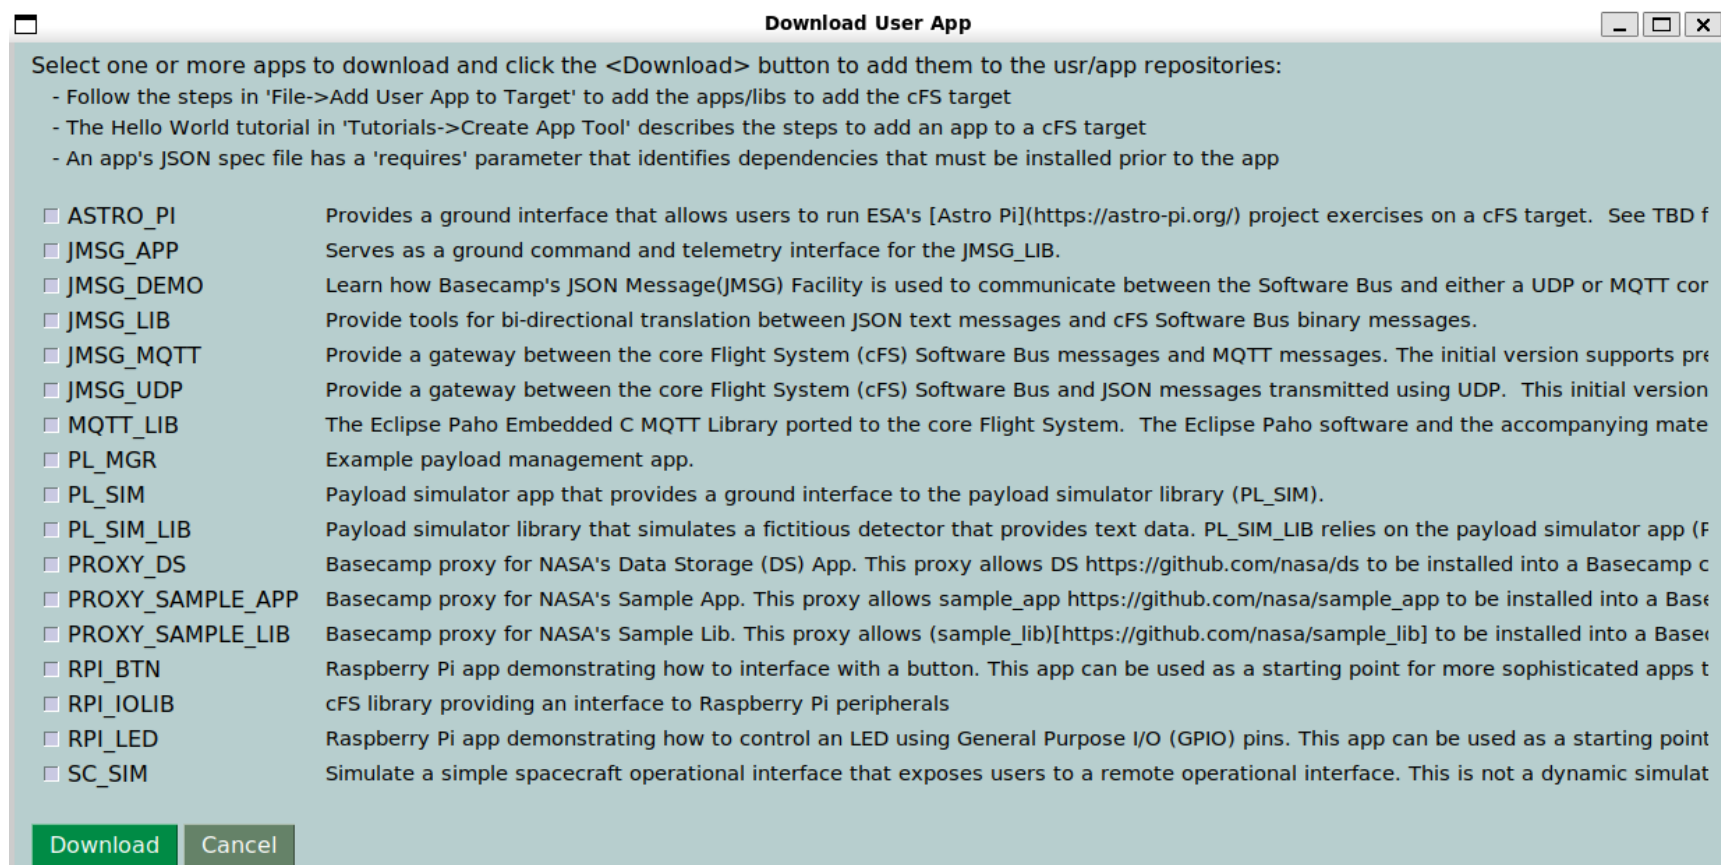 Download User App
Select one or more apps to download and click the <Download> button to add them to the usr/app repositories:
- Follow the steps in 'File->Add User App to Target' to add the apps/libs to add the cFS target
- The Hello World tutorial in 'Tutorials->Create App Tool' describes the steps to add an app to a cFS target
- An app's JSON spec file has a 'requires' parameter that identifies dependencies that must be installed prior to the app
ASTRO_PI Provides a ground interface that allows users to run ESA's [Astro Pi](https://astro-pi.org/) project exercises on a cFS target.  See TBD f
JMSG_APP Serves as a ground command and telemetry interface for the JMSG_LIB.
JMSG_DEMO Learn how Basecamp's JSON Message(JMSG) Facility is used to communicate between the Software Bus and either a UDP or MQTT cor
JMSG_LIB Provide tools for bi-directional translation between JSON text messages and cFS Software Bus binary messages.
JMSG_MQTT Provide a gateway between the core Flight System (cFS) Software Bus messages and MQTT messages. The initial version supports pre
JMSG_UDP Provide a gateway between the core Flight System (cFS) Software Bus and JSON messages transmitted using UDP.  This initial version
MQTT_LIB The Eclipse Paho Embedded C MQTT Library ported to the core Flight System.  The Eclipse Paho software and the accompanying mate
PL_MGR Example payload management app.
PL_SIM Payload simulator app that provides a ground interface to the payload simulator library (PL_SIM).
PL_SIM_LIB Payload simulator library that simulates a fictitious detector that provides text data. PL_SIM_LIB relies on the payload simulator app (P
PROXY_DS Basecamp proxy for NASA's Data Storage (DS) App. This proxy allows DS https://github.com/nasa/ds to be installed into a Basecamp c
PROXY_SAMPLE_APP Basecamp proxy for NASA's Sample App. This proxy allows sample_app https://github.com/nasa/sample_app to be installed into a Base
PROXY_SAMPLE_LIB Basecamp proxy for NASA's Sample Lib. This proxy allows (sample_lib)[https://github.com/nasa/sample_lib] to be installed into a Basec
RPI_BTN Raspberry Pi app demonstrating how to interface with a button. This app can be used as a starting point for more sophisticated apps t
RPI_IOLIB cFS library providing an interface to Raspberry Pi peripherals
RPI_LED Raspberry Pi app demonstrating how to control an LED using General Purpose I/O (GPIO) pins. This app can be used as a starting point
SC_SIM Simulate a simple spacecraft operational interface that exposes users to a remote operational interface. This is not a dynamic simulat
Download Cancel